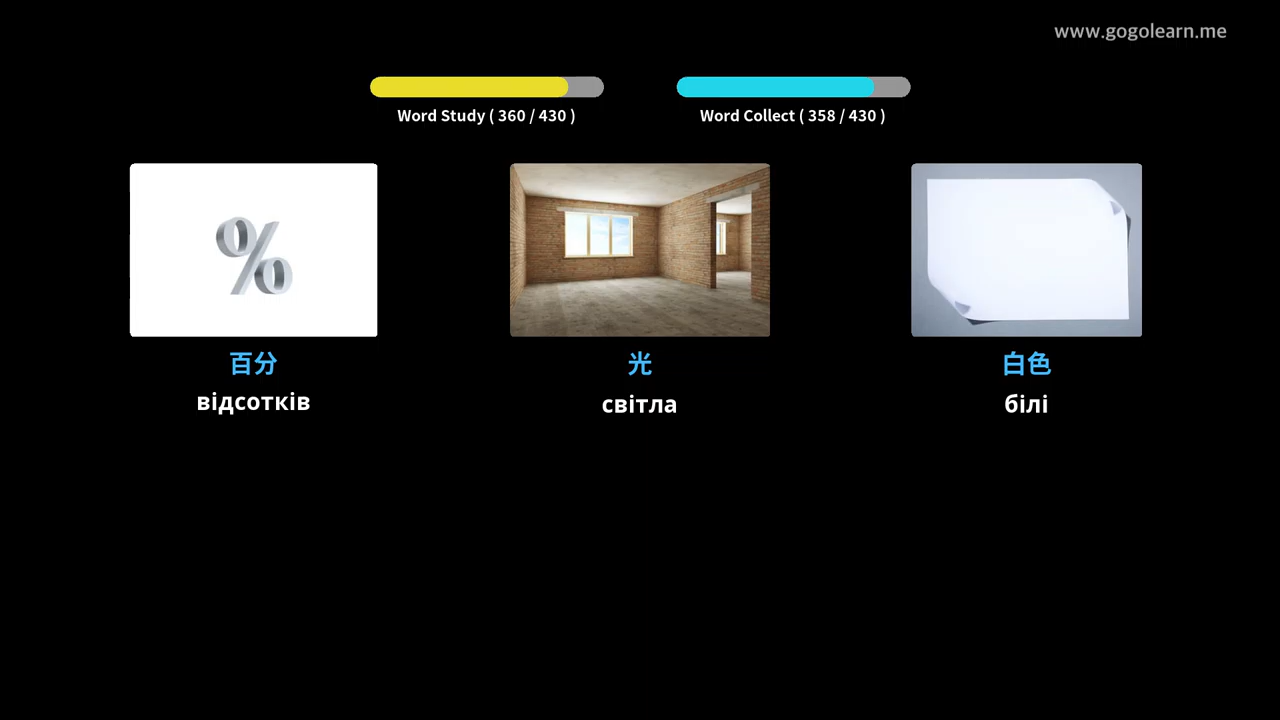 www.gogolearn.me
Word Study ( 360 / 430 )
Word Collect ( 358 / 430 )
%
百分
光
白色
відсотків
світла
білі